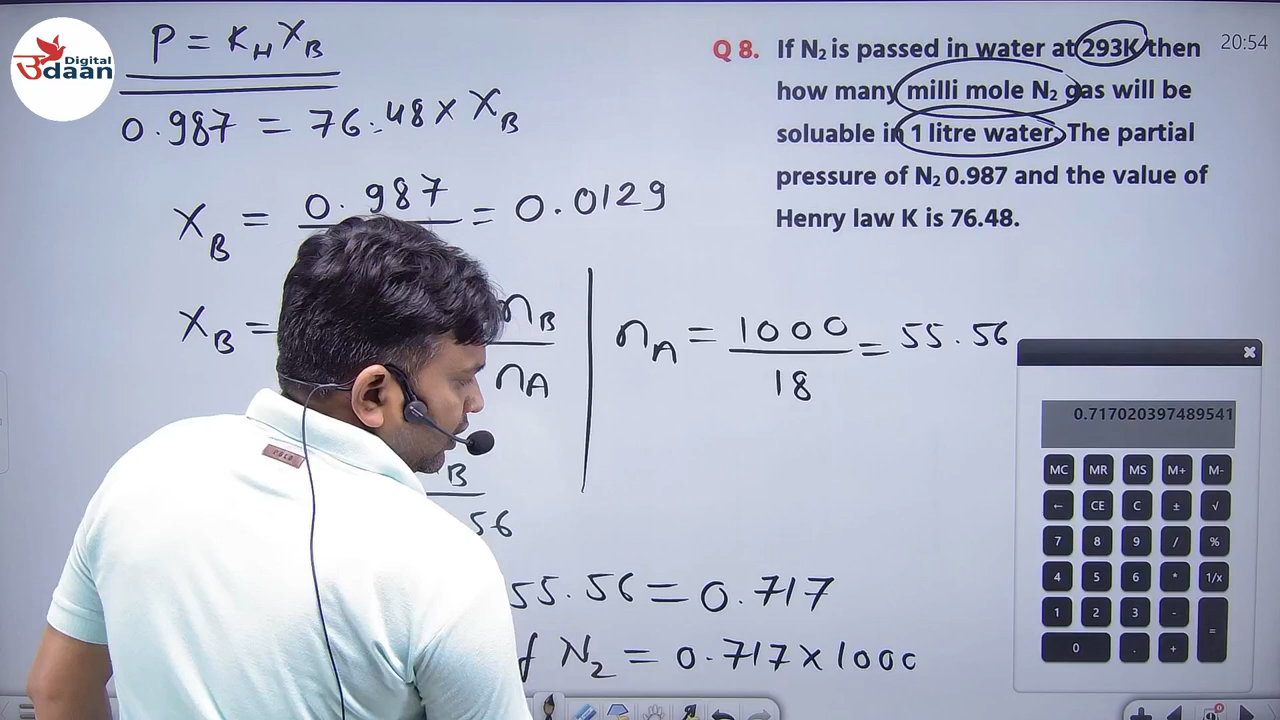 Digital
उdaan
P = K_H X_B
0.987 = 76.48 × X_B
X_B = 0.987 = 0.0129
X_B = n_B
n_A
n_A = 1000 = 55.56
18
B
56
55.56 = 0.717
f N₂ = 0.717 × 1000
Q 8. If N₂ is passed in water at 293K then
how many milli mole N₂ gas will be
soluable in 1 litre water. The partial
pressure of N₂ 0.987 and the value of
Henry law K is 76.48.
20:54
0.717020397489541
MC MR MS M+ M-
← CE C ± √
7 8 9 / %
4 5 6 * 1/x
1 2 3 - =
0 . +